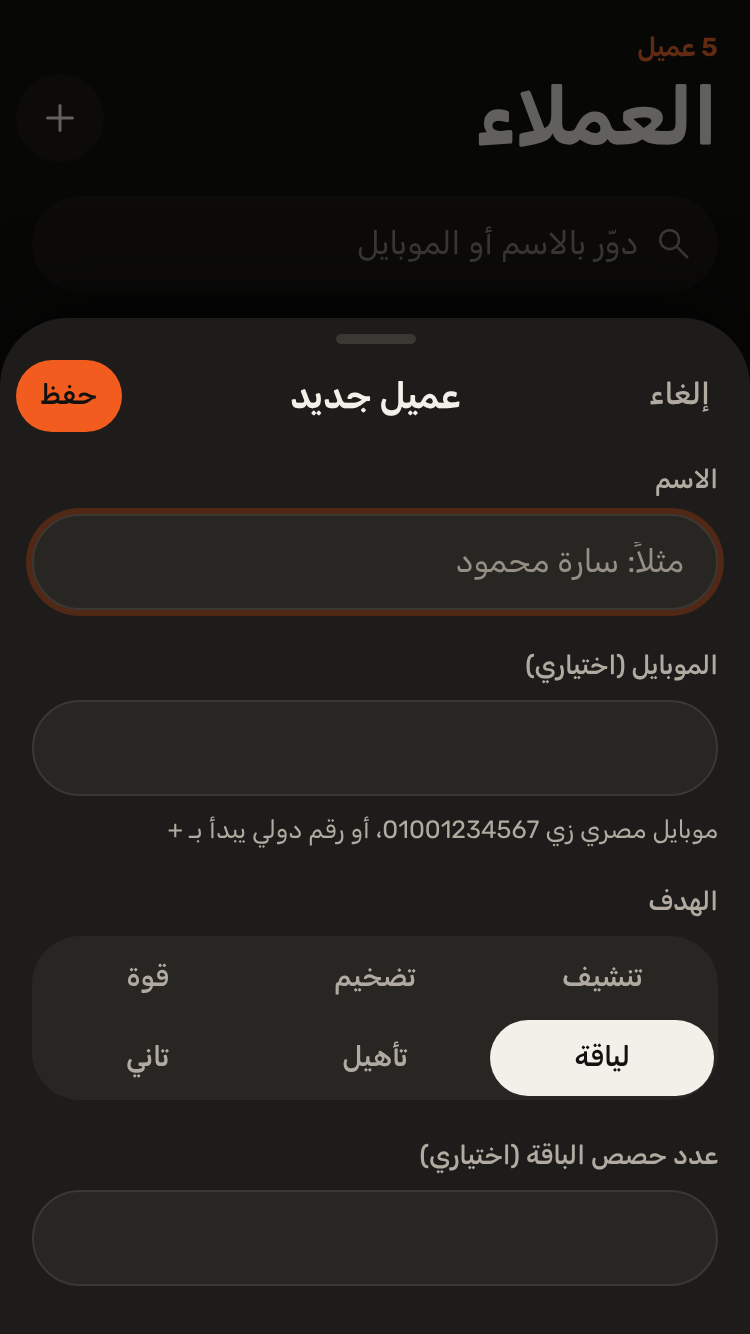 5 عميل
العملاء
دوّر بالاسم أو الموبايل
إلغاء
عميل جديد
حفظ
الاسم
مثلاً: سارة محمود
الموبايل (اختياري)
موبايل مصري زي 01001234567، أو رقم دولي يبدأ بـ +
الهدف
تنشيف تضخيم قوة
لياقة تأهيل تاني
عدد حصص الباقة (اختياري)